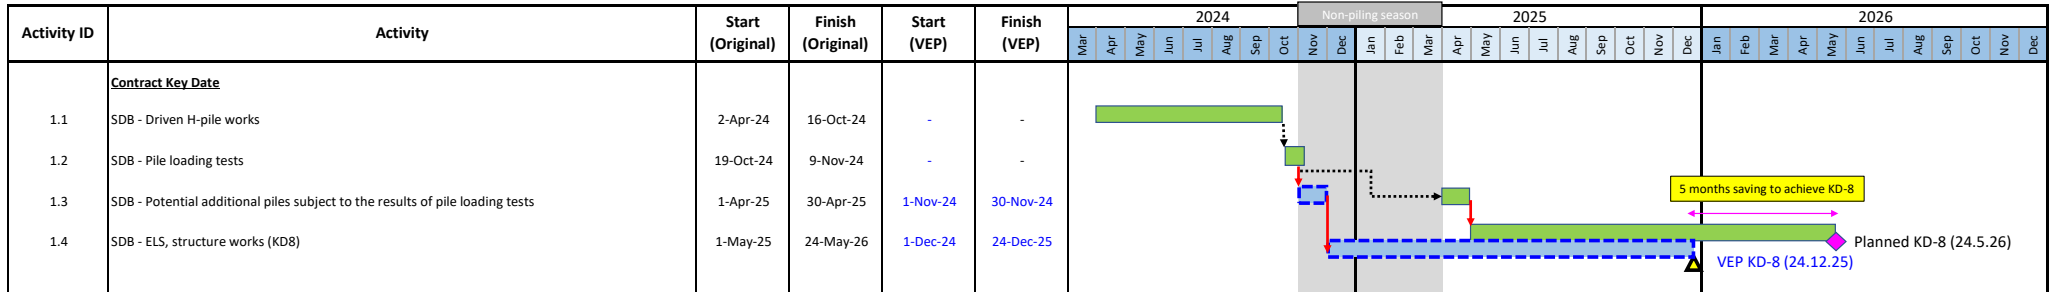 Activity ID
Activity
Start
(Original)
Finish
(Original)
Start
(VEP)
Finish
(VEP)
2024
Non-piling season
2025
2026
Mar Apr May Jun Jul Aug Sep Oct Nov Dec Jan Feb Mar Apr May Jun Jul Aug Sep Oct Nov Dec Jan Feb Mar Apr May Jun Jul Aug Sep Oct Nov Dec
Contract Key Date
1.1 SDB - Driven H-pile works 2-Apr-24 16-Oct-24 - -
1.2 SDB - Pile loading tests 19-Oct-24 9-Nov-24 - -
5 months saving to achieve KD-8
1.3 SDB - Potential additional piles subject to the results of pile loading tests 1-Apr-25 30-Apr-25 1-Nov-24 30-Nov-24
1.4 SDB - ELS, structure works (KD8) 1-May-25 24-May-26 1-Dec-24 24-Dec-25
Planned KD-8 (24.5.26)
VEP KD-8 (24.12.25)